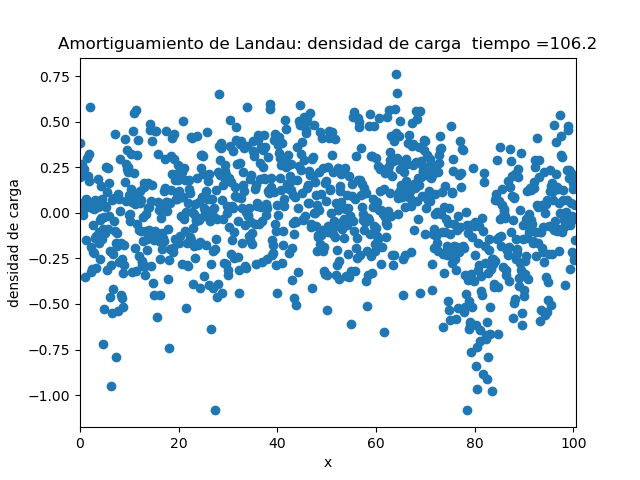 Amortiguamiento de Landau: densidad de carga  tiempo =106.2
0.75
0.50
0.25
0.00
−0.25
−0.50
−0.75
−1.00
densidad de carga
0 20 40 60 80 100
x